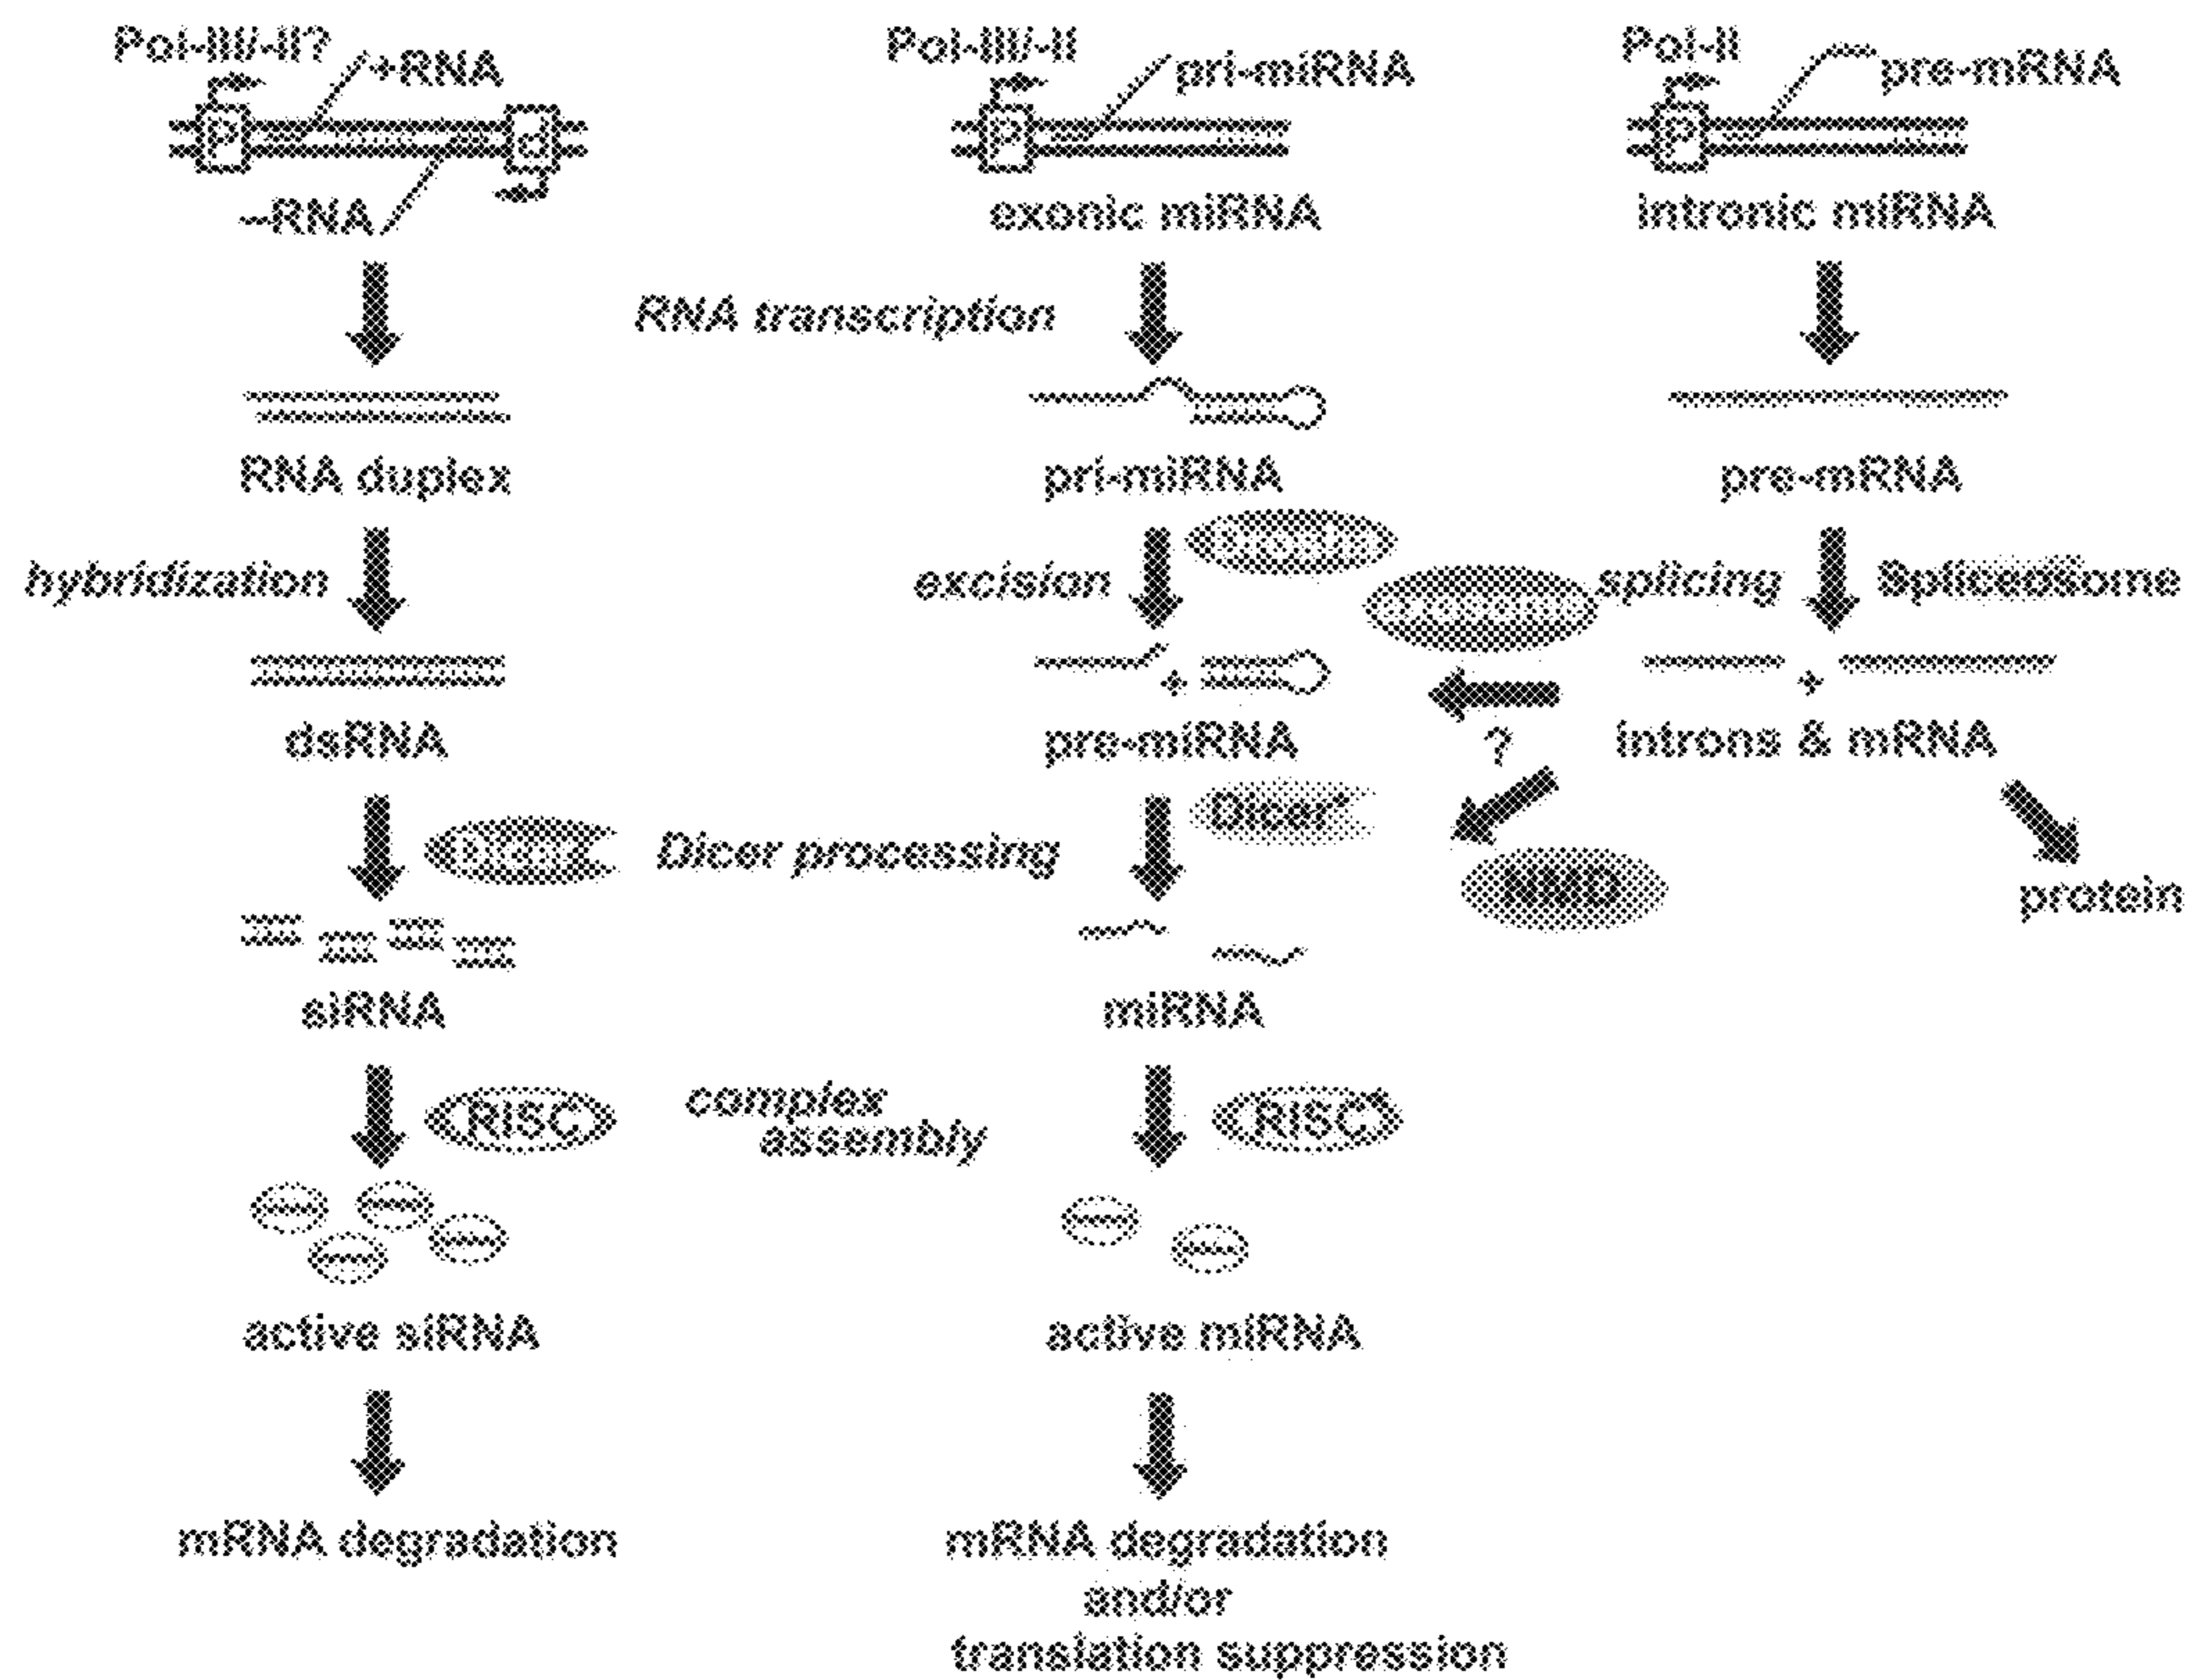 Pol-III/-II?
+RNA
P
P
-RNA
Pol-III/-II
pri-miRNA
P
exonic miRNA
Pol-II
pre-mRNA
P
intronic miRNA
RNA transcription
RNA duplex
pri-miRNA
pre-mRNA
hybridization
excision
splicing
Spliceosome
+
+
dsRNA
pre-miRNA
?
introns & mRNA
Dicer
Dicer processing
Dicer*
NMD
protein
siRNA
miRNA
RISC
complex
assembly
RISC*
active siRNA
active miRNA
mRNA degradation
mRNA degradation
and/or
translation suppression